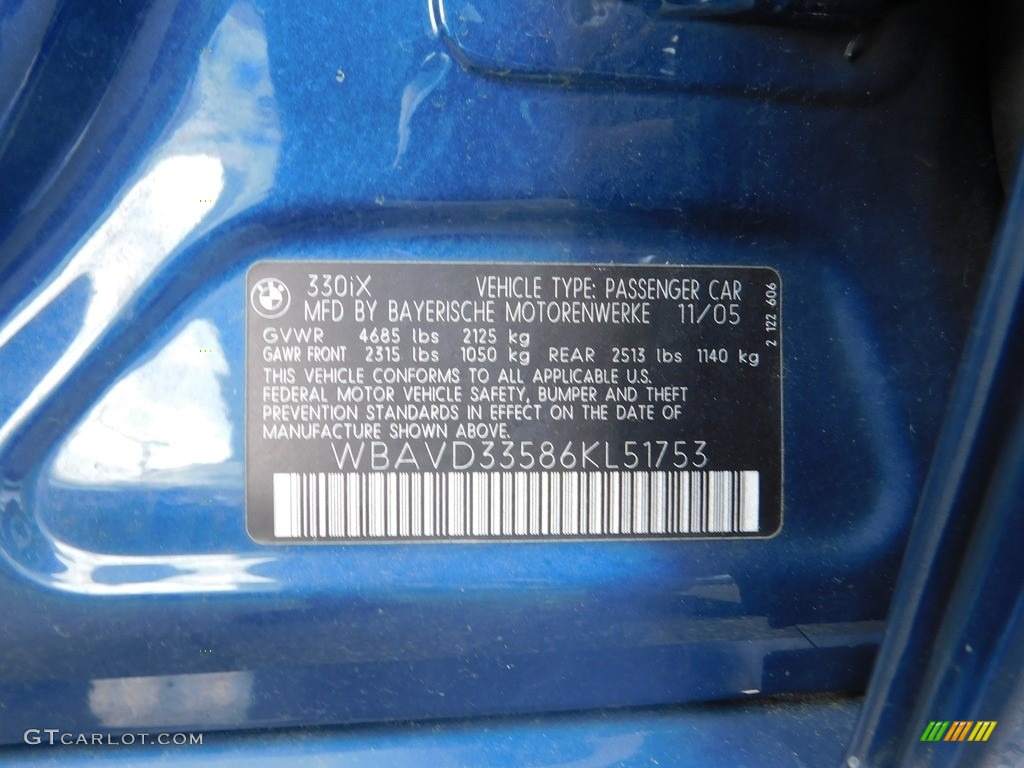 330iX VEHICLE TYPE: PASSENGER CAR
MFD BY BAYERISCHE MOTORENWERKE 11/05
GVWR 4685 lbs 2125 kg
GAWR FRONT 2315 lbs 1050 kg REAR 2513 lbs 1140 kg
THIS VEHICLE CONFORMS TO ALL APPLICABLE U.S.
FEDERAL MOTOR VEHICLE SAFETY, BUMPER AND THEFT
PREVENTION STANDARDS IN EFFECT ON THE DATE OF
MANUFACTURE SHOWN ABOVE.
WBAVD33586KL51753
2 122 606
GTCARLOT.COM